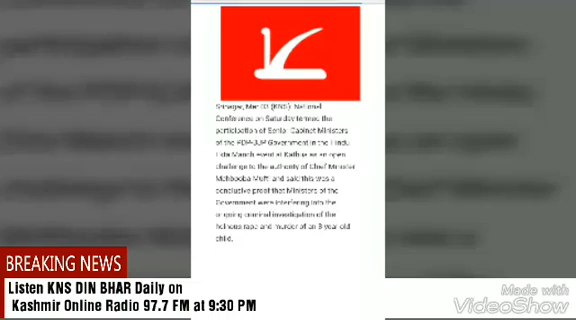 Srinagar, Mar 03 (KNS): National
Conference on Saturday termed the
participation of Senior Cabinet Ministers
of the PDP-BJP Government in the Hindu
Ekta Manch event at Kathua as an open
challenge to the authority of Chief Minister
Mehbooba Mufti and said this was a
conclusive proof that Ministers of the
Government were interfering into the
ongoing criminal investigation of the
heinous rape and murder of an 8 year old
child.
BREAKING NEWS
Listen KNS DIN BHAR Daily on
Kashmir Online Radio 97.7 FM at 9:30 PM
Made with
VideoShow